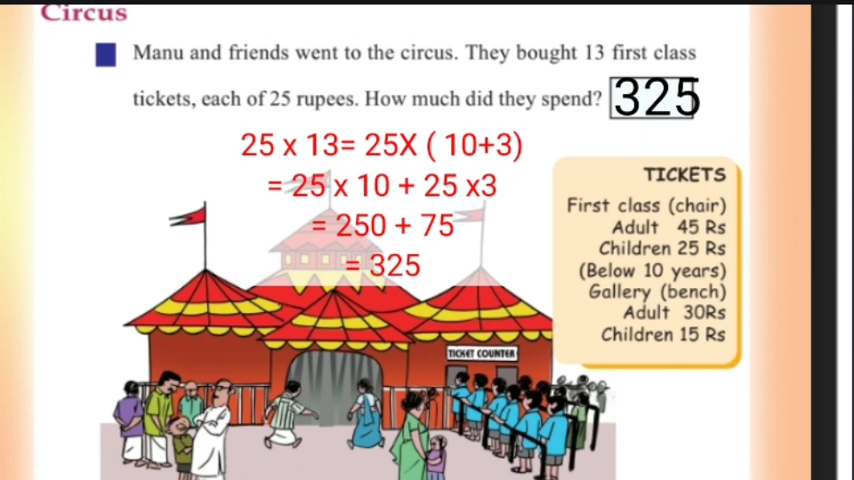 Circus
Manu and friends went to the circus. They bought 13 first class
tickets, each of 25 rupees. How much did they spend? 325
25 x 13= 25X ( 10+3)
= 25 x 10 + 25 x3
= 250 + 75
= 325
TICKETS
First class (chair)
Adult 45 Rs
Children 25 Rs
(Below 10 years)
Gallery (bench)
Adult 30Rs
Children 15 Rs
TICKET COUNTER